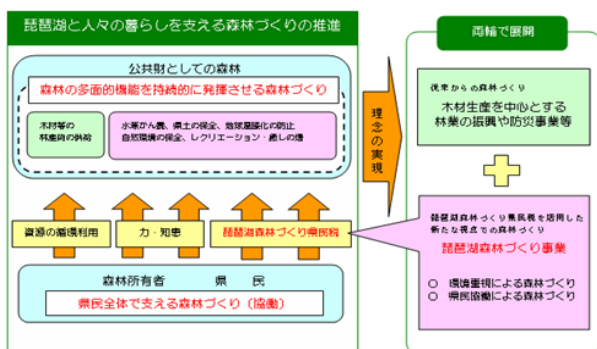 琵琶湖と人々の暮らしを支える森林づくりの推進
公共財としての森林
森林の多面的機能を持続的に発揮させる森林づくり
木材等の
林産物の供給
水源かん養、県土の保全、地球温暖化の防止
自然環境の保全、レクリエーション・癒しの場
資源の循環利用
力・知恵
琵琶湖森林づくり県民税
森林所有者 県 民
県民全体で支える森林づくり（協働）
理念の実現
両輪で展開
従来からの森林づくり
木材生産を中心とする
林業の振興や防災事業等
琵琶湖森林づくり県民税を活用した
新たな視点での森林づくり
琵琶湖森林づくり事業
○ 環境重視による森林づくり
○ 県民協働による森林づくり